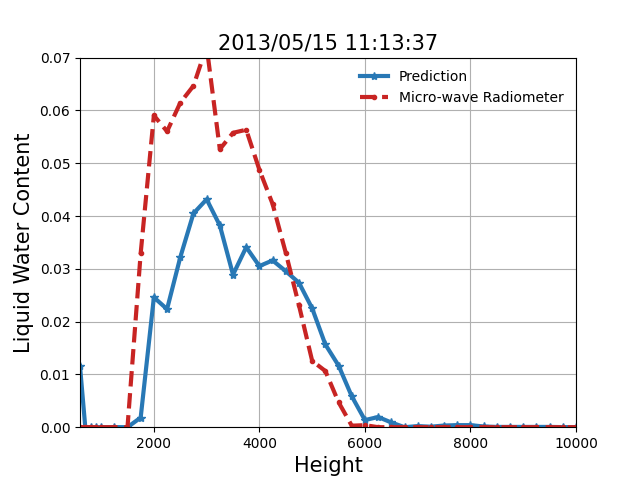 2013/05/15 11:13:37
Prediction
Micro-wave Radiometer
Liquid Water Content
0.07
0.06
0.05
0.04
0.03
0.02
0.01
0.00
2000 4000 6000 8000 10000
Height